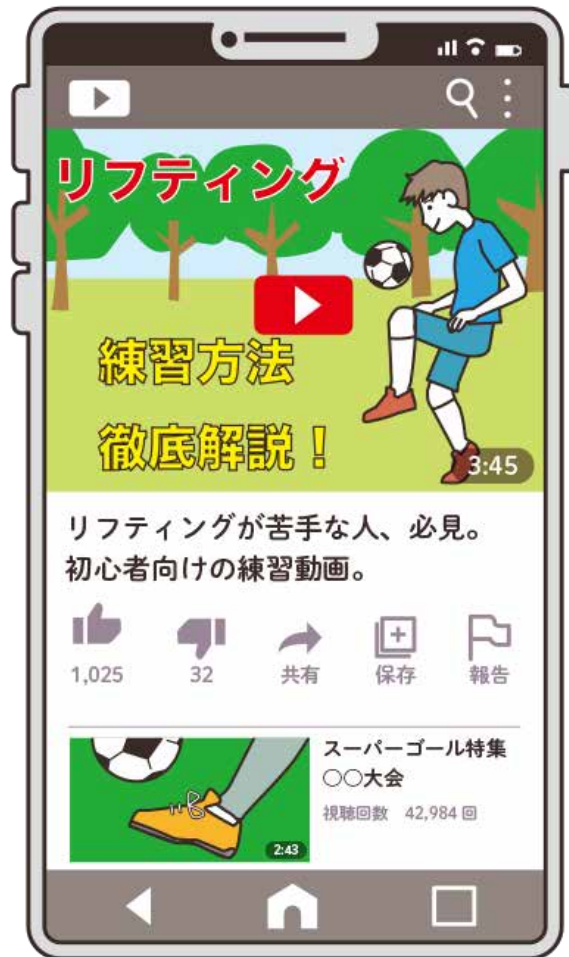 リフティング
練習方法
徹底解説！
3:45
リフティングが苦手な人、必見。
初心者向けの練習動画。
1,025
32
共有
保存
報告
スーパーゴール特集
○○大会
視聴回数　42,984 回
2:43